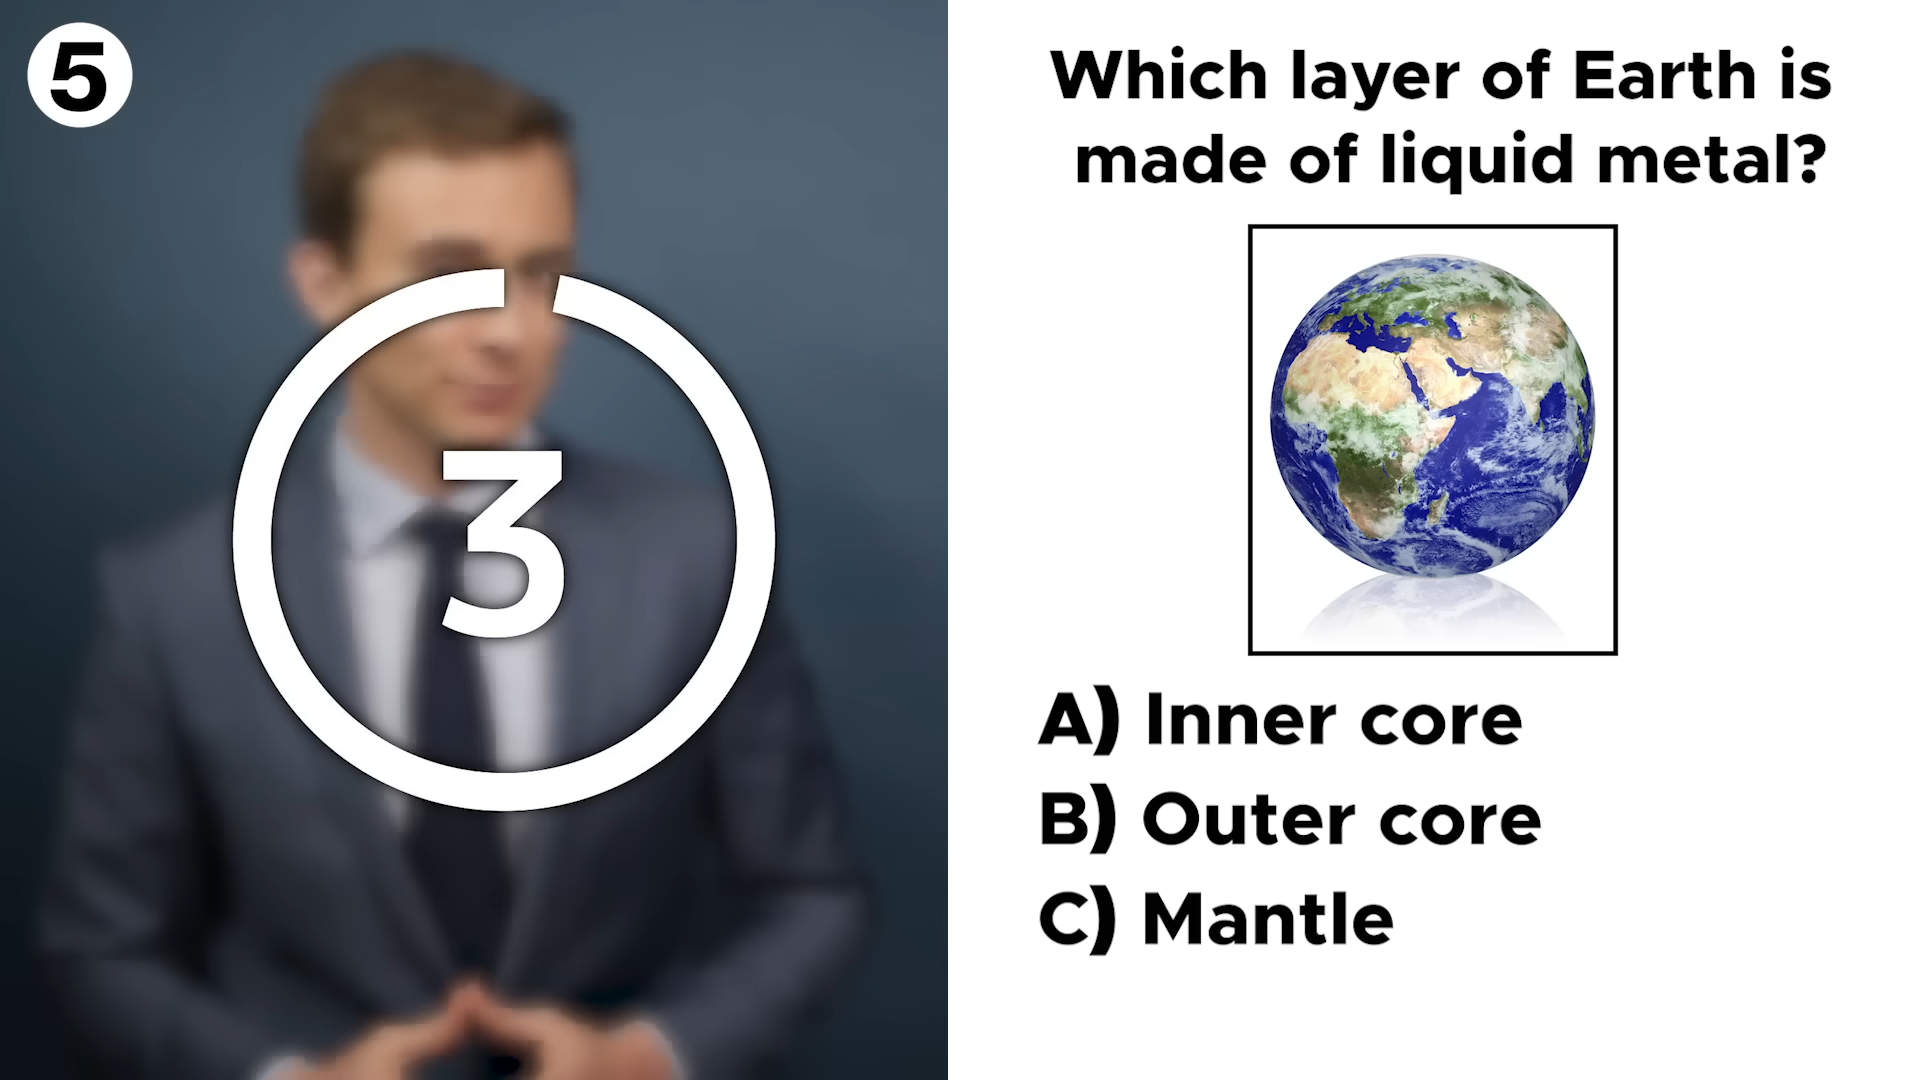 5
3
Which layer of Earth is
made of liquid metal?
A) Inner core
B) Outer core
C) Mantle